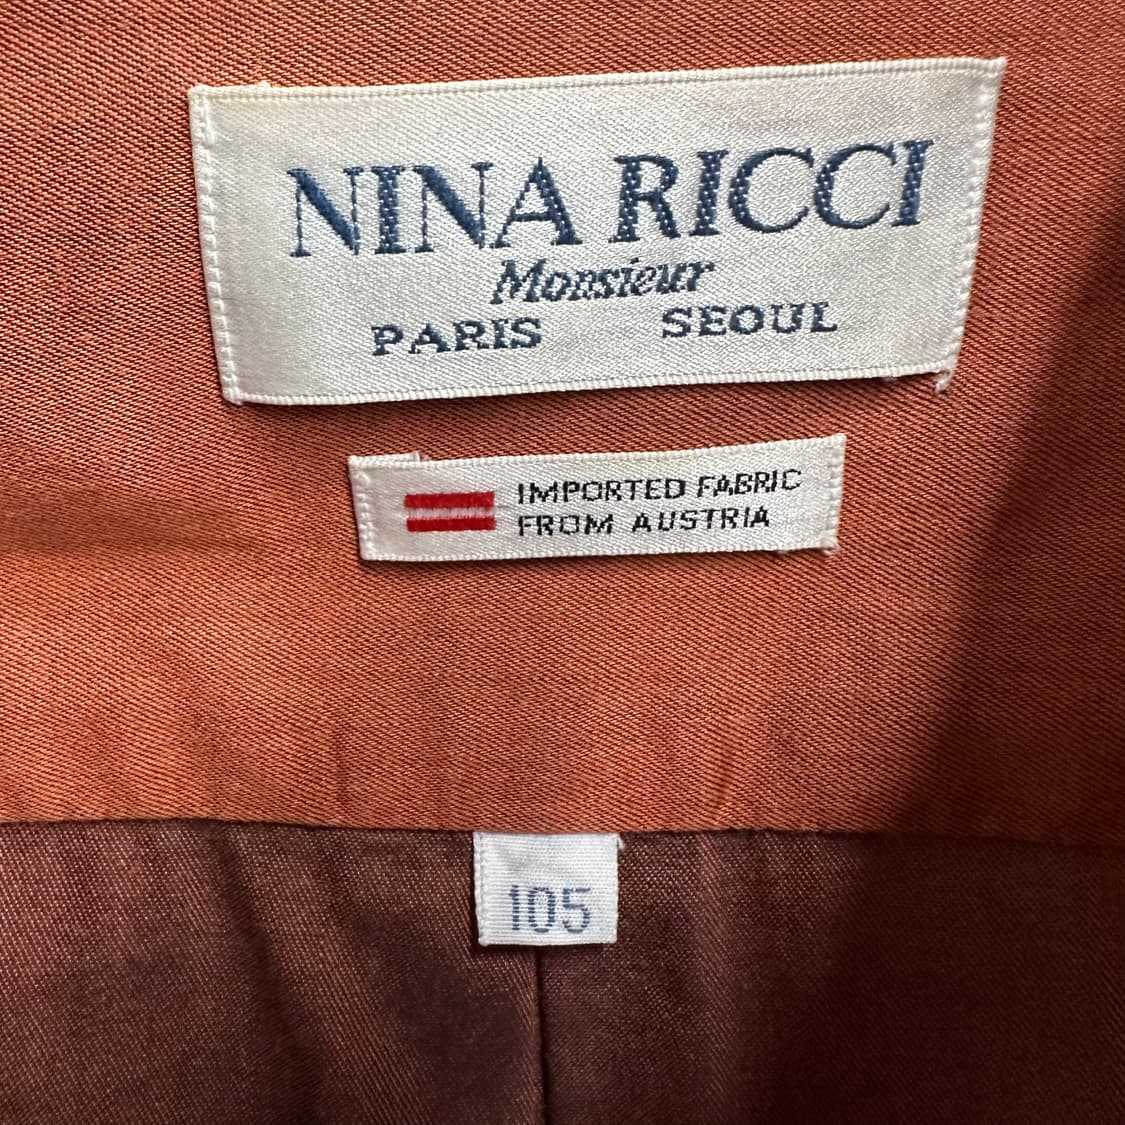 NINA RICCI
Monsieur
PARIS SEOUL
IMPORTED FABRIC
FROM AUSTRIA
105